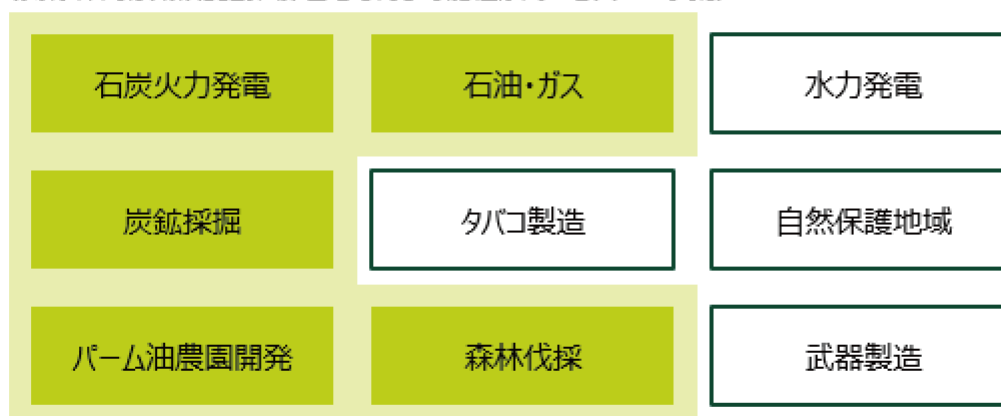 石炭火力発電
石油・ガス
水力発電
炭鉱採掘
タバコ製造
自然保護地域
パーム油農園開発
森林伐採
武器製造